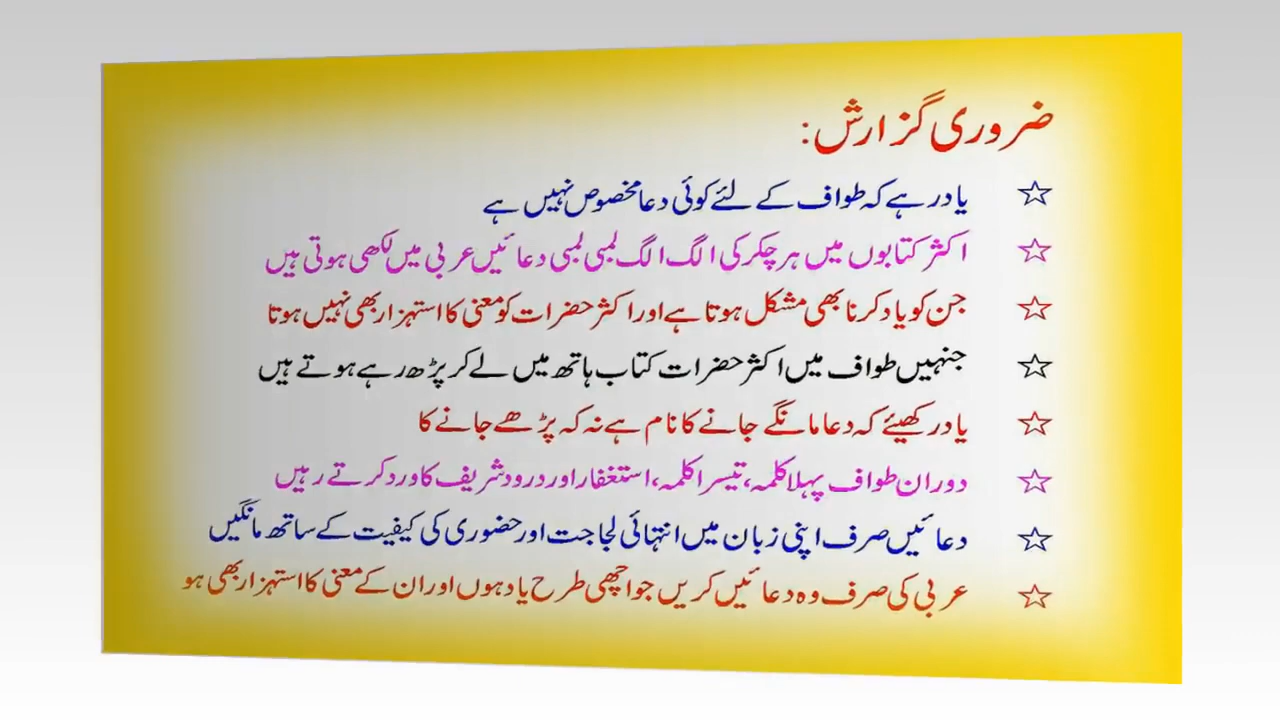 ضروری گزارش:
☆ یاد رہے کہ طواف کے لئے کوئی دعا مخصوص نہیں ہے
☆ اکثر کتابوں میں ہر چکر کی الگ الگ لمبی لمبی دعائیں عربی میں لکھی ہوتی ہیں
☆ جن کو یاد کرنا بھی مشکل ہوتا ہے اور اکثر حضرات کو معنی کا استہزار بھی نہیں ہوتا
☆ جنہیں طواف میں اکثر حضرات کتاب ہاتھ میں لے کر پڑھ رہے ہوتے ہیں
☆ یاد رکھیئے کہ دعا مانگے جانے کا نام ہے نہ کہ پڑھے جانے کا
☆ دوران طواف پہلا کلمہ، تیسرا کلمہ، استغفار اور درود شریف کا ورد کرتے رہیں
☆ دعائیں صرف اپنی زبان میں انتہائی لجاجت اور حضوری کی کیفیت کے ساتھ مانگیں
☆ عربی کی صرف وہ دعائیں کریں جو اچھی طرح یاد ہوں اور ان کے معنی کا استہزار بھی ہو